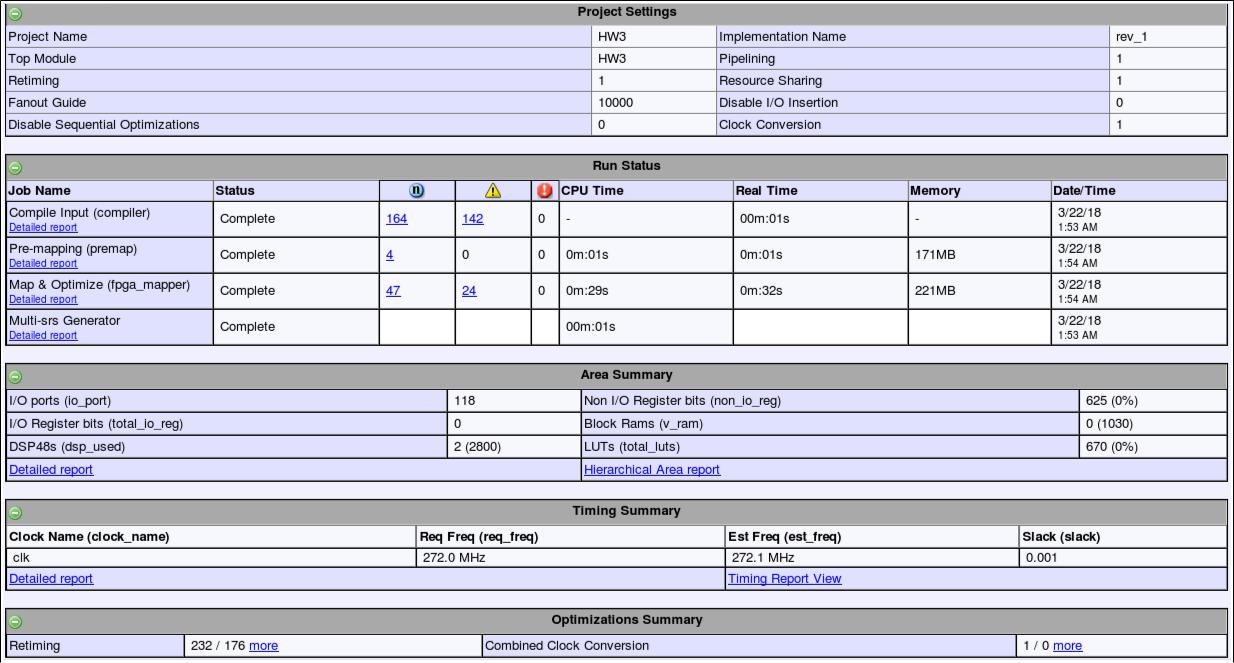 Project Settings
Project Name HW3 Implementation Name rev_1
Top Module HW3 Pipelining 1
Retiming 1 Resource Sharing 1
Fanout Guide 10000 Disable I/O Insertion 0
Disable Sequential Optimizations 0 Clock Conversion 1
Run Status
Job Name Status n ! ! CPU Time Real Time Memory Date/Time
Compile Input (compiler) Complete 164 142 0 - 00m:01s - 3/22/18
Detailed report 1:53 AM
Pre-mapping (premap) Complete 4 0 0 0m:01s 0m:01s 171MB 3/22/18
Detailed report 1:54 AM
Map & Optimize (fpga_mapper) Complete 47 24 0 0m:29s 0m:32s 221MB 3/22/18
Detailed report 1:54 AM
Multi-srs Generator Complete 00m:01s 3/22/18
Detailed report 1:53 AM
Area Summary
I/O ports (io_port) 118 Non I/O Register bits (non_io_reg) 625 (0%)
I/O Register bits (total_io_reg) 0 Block Rams (v_ram) 0 (1030)
DSP48s (dsp_used) 2 (2800) LUTs (total_luts) 670 (0%)
Detailed report Hierarchical Area report
Timing Summary
Clock Name (clock_name) Req Freq (req_freq) Est Freq (est_freq) Slack (slack)
clk 272.0 MHz 272.1 MHz 0.001
Detailed report Timing Report View
Optimizations Summary
Retiming 232 / 176 more Combined Clock Conversion 1 / 0 more